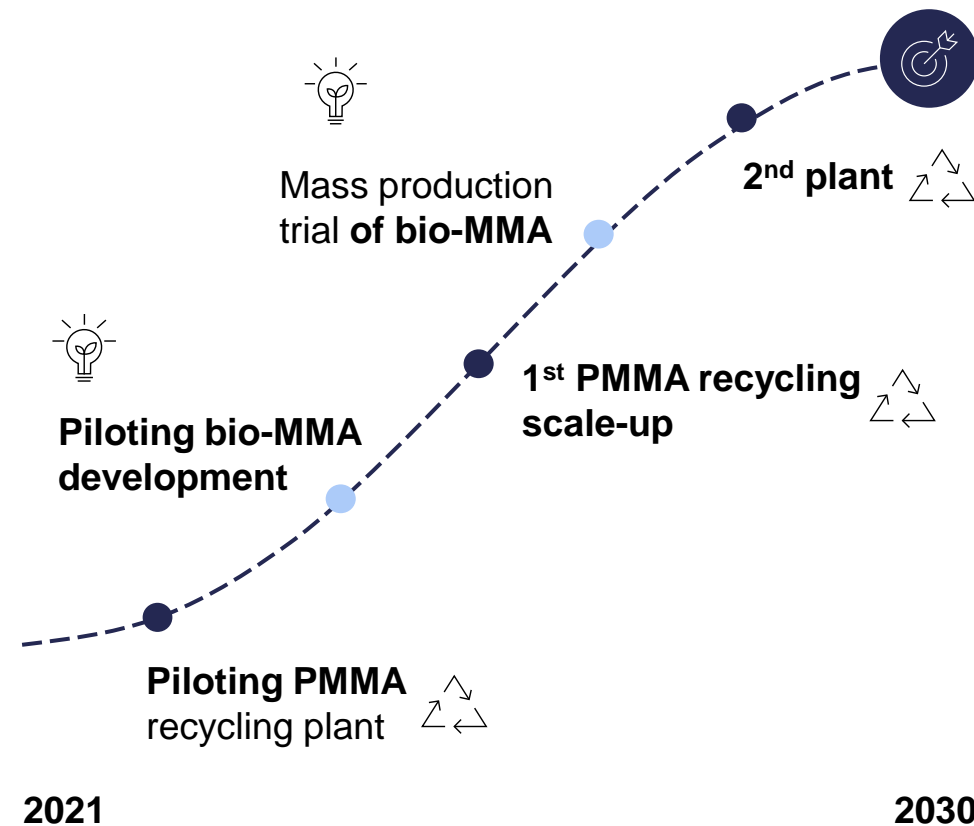 Mass production
trial of bio-MMA
2nd plant
Piloting bio-MMA
development
1st PMMA recycling
scale-up
Piloting PMMA
recycling plant
2021
2030